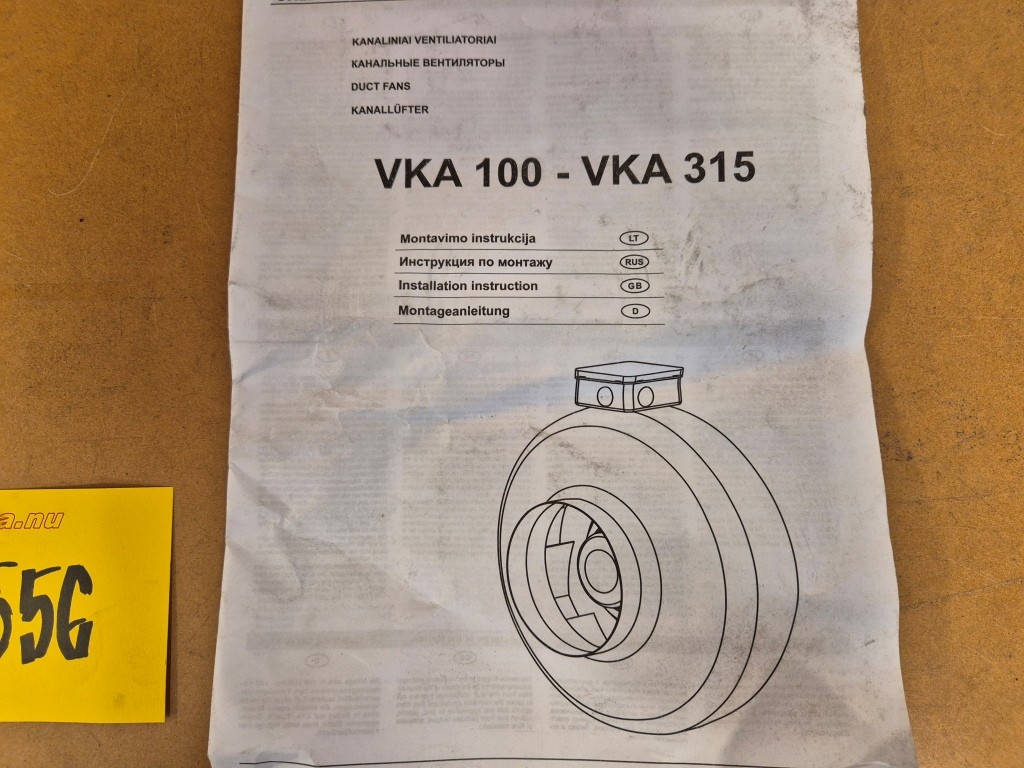 KANALINIAI VENTILIATORIAI
КАНАЛЬНЫЕ ВЕНТИЛЯТОРЫ
DUCT FANS
KANALLÜFTER
VKA 100 - VKA 315
Montavimo instrukcija LT
Инструкция по монтажу RUS
Installation instruction GB
Montageanleitung D
a.nu
556